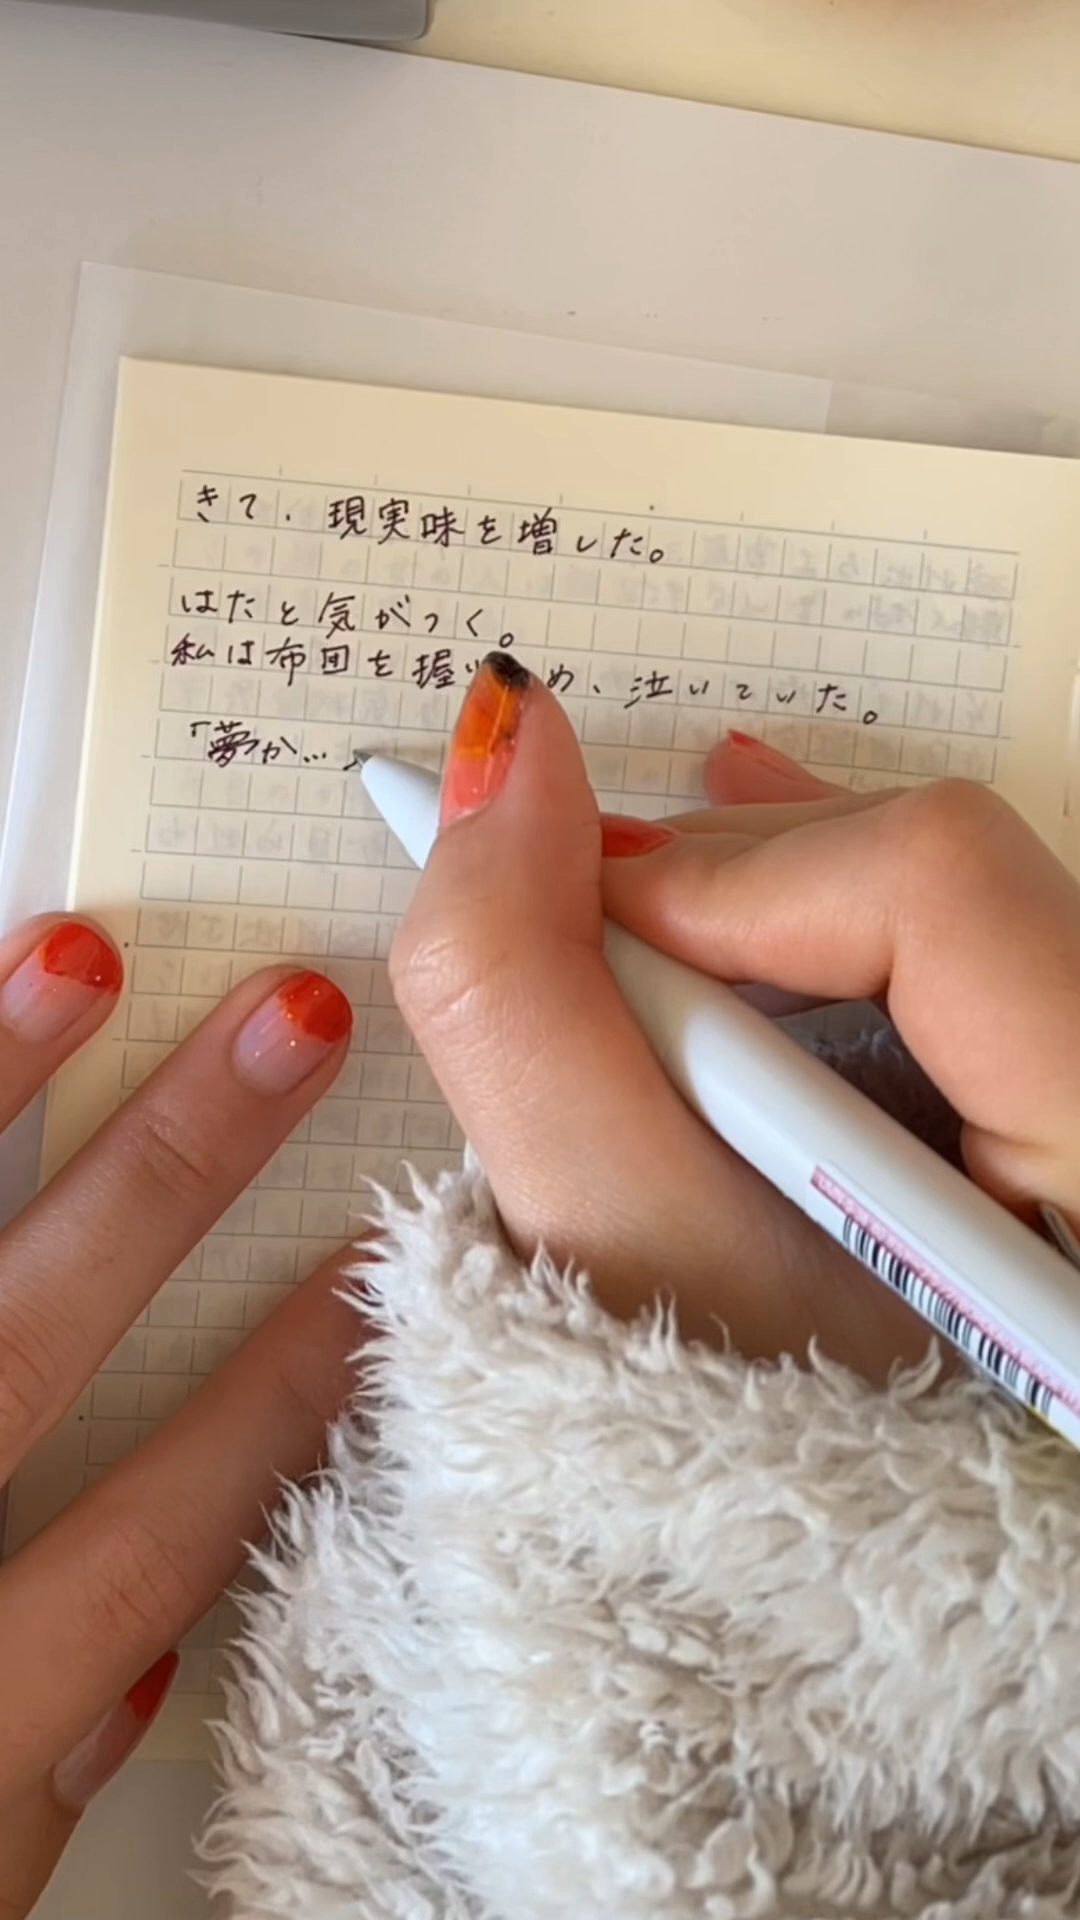 きて、現実味を増した。
はたと気がつく。
私は布団を握りしめ、泣いていた。
「夢か…」